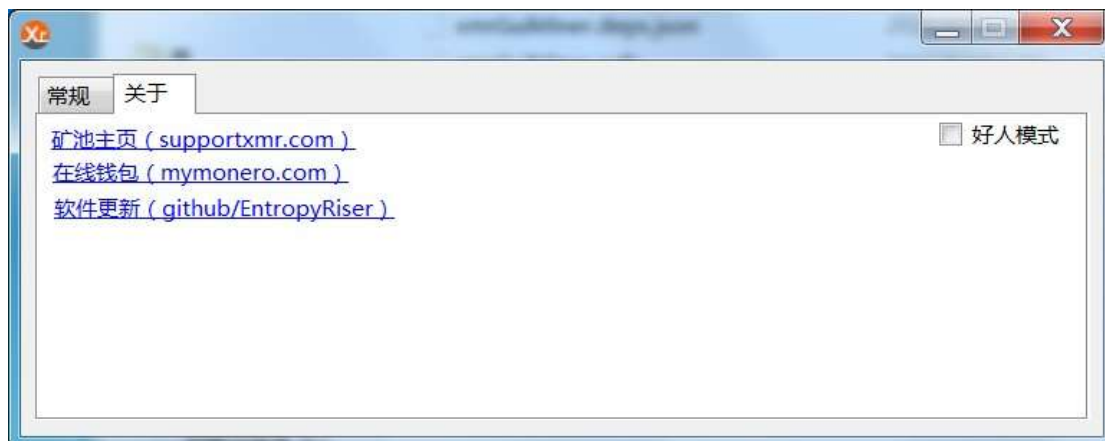 Xr
常规 关于
矿池主页（supportxmr.com） 好人模式
在线钱包（mymonero.com）
软件更新（github/EntropyRiser）